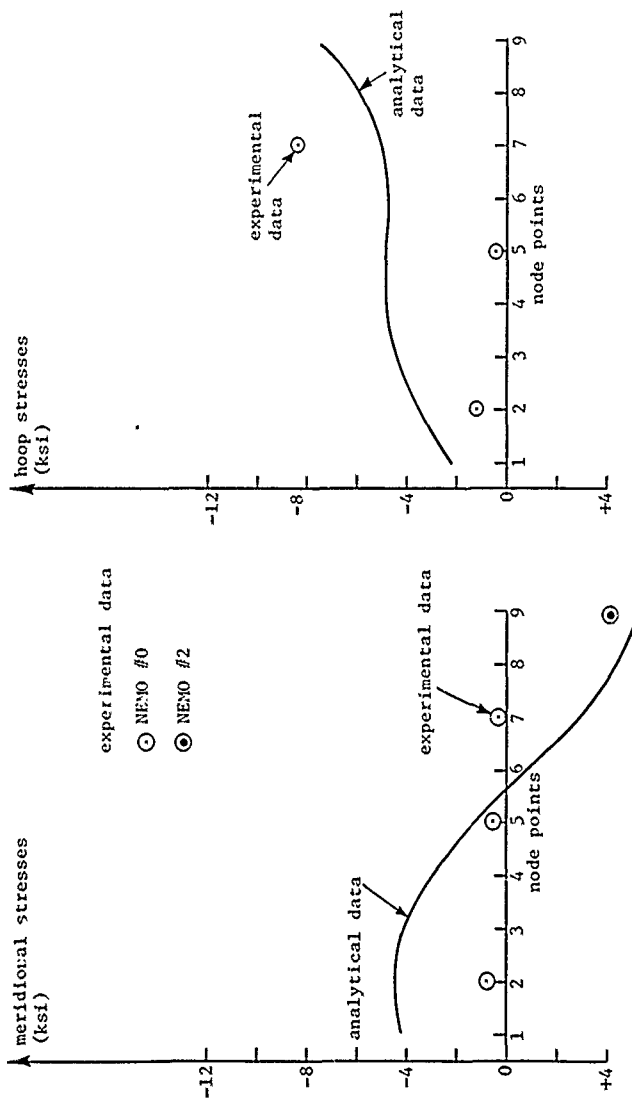 meridional stresses
(ksi)
-12
-8
-4
0
+4
1
2
3
4
5
6
7
8
9
node points
analytical data
experimental data
experimental data
NEMO #0
NEMO #2
hoop stresses
(ksi)
-12
-8
-4
0
+4
1
2
3
4
5
6
7
8
9
node points
experimental
data
analytical
data